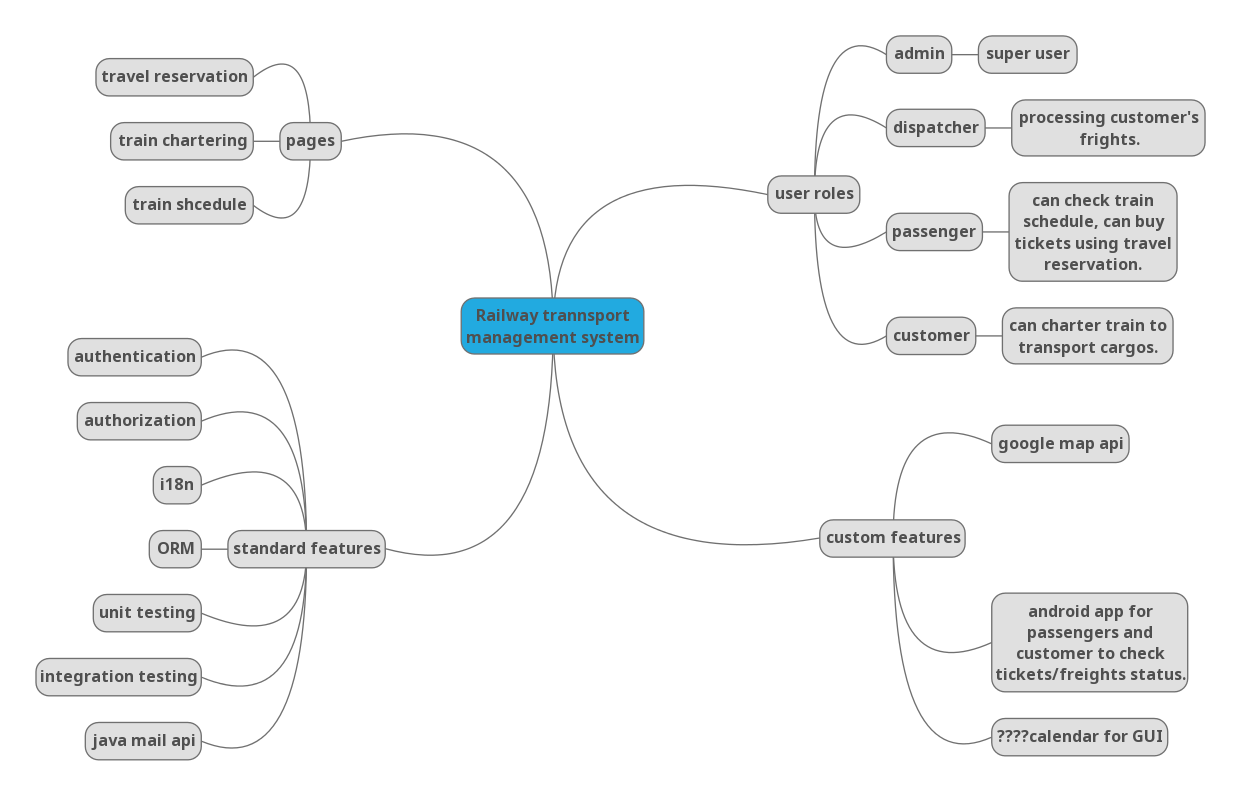 Railway trannsport
management system
pages
travel reservation
train chartering
train shcedule
standard features
authentication
authorization
i18n
ORM
unit testing
integration testing
java mail api
user roles
admin
super user
dispatcher
processing customer's
frights.
passenger
can check train
schedule, can buy
tickets using travel
reservation.
customer
can charter train to
transport cargos.
custom features
google map api
android app for
passengers and
customer to check
tickets/freights status.
????calendar for GUI